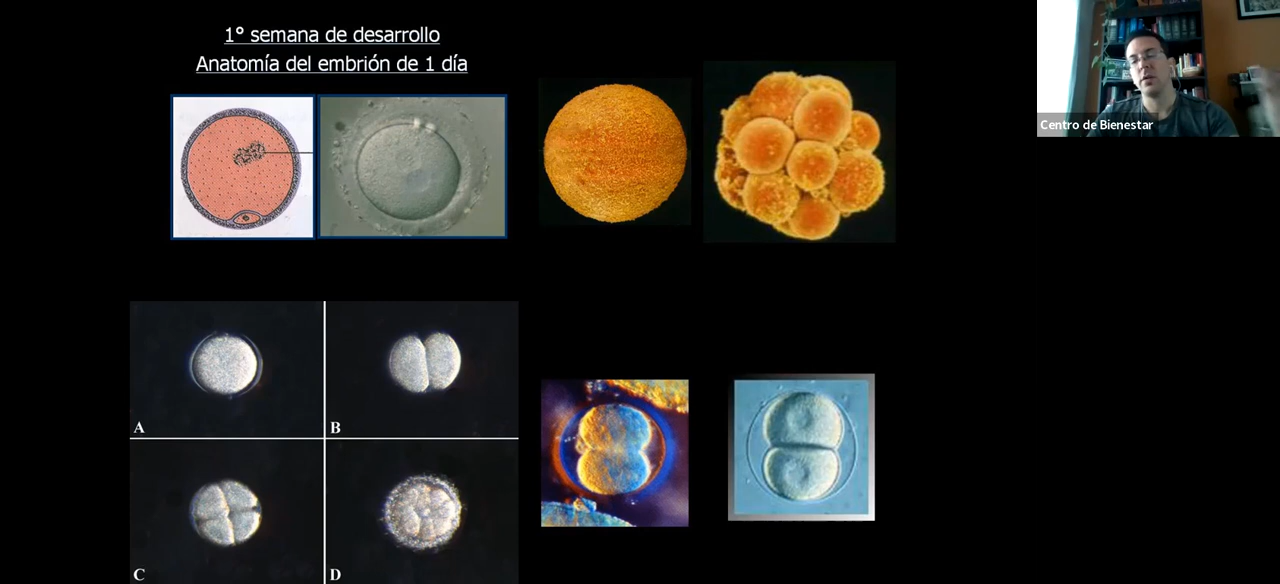 1° semana de desarrollo
Anatomía del embrión de 1 día
Centro de Bienestar
A
B
C
D